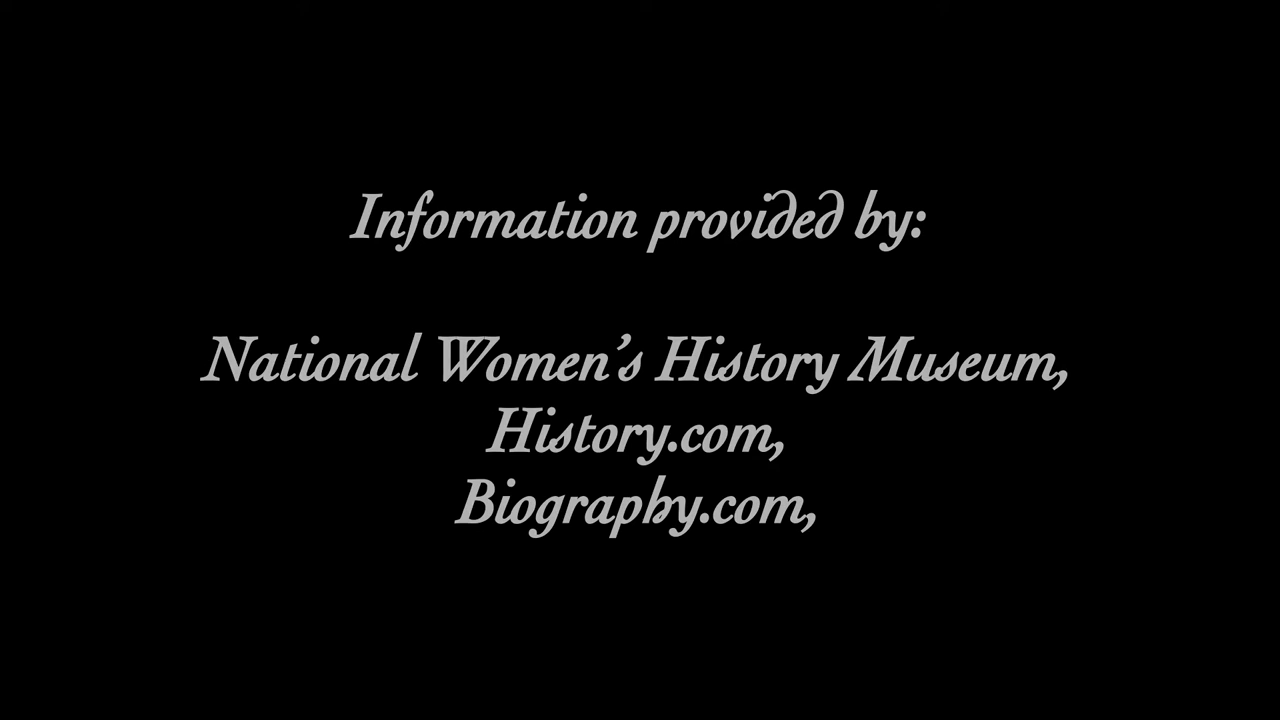 Information provided by:
National Women’s History Museum,
History.com,
Biography.com,